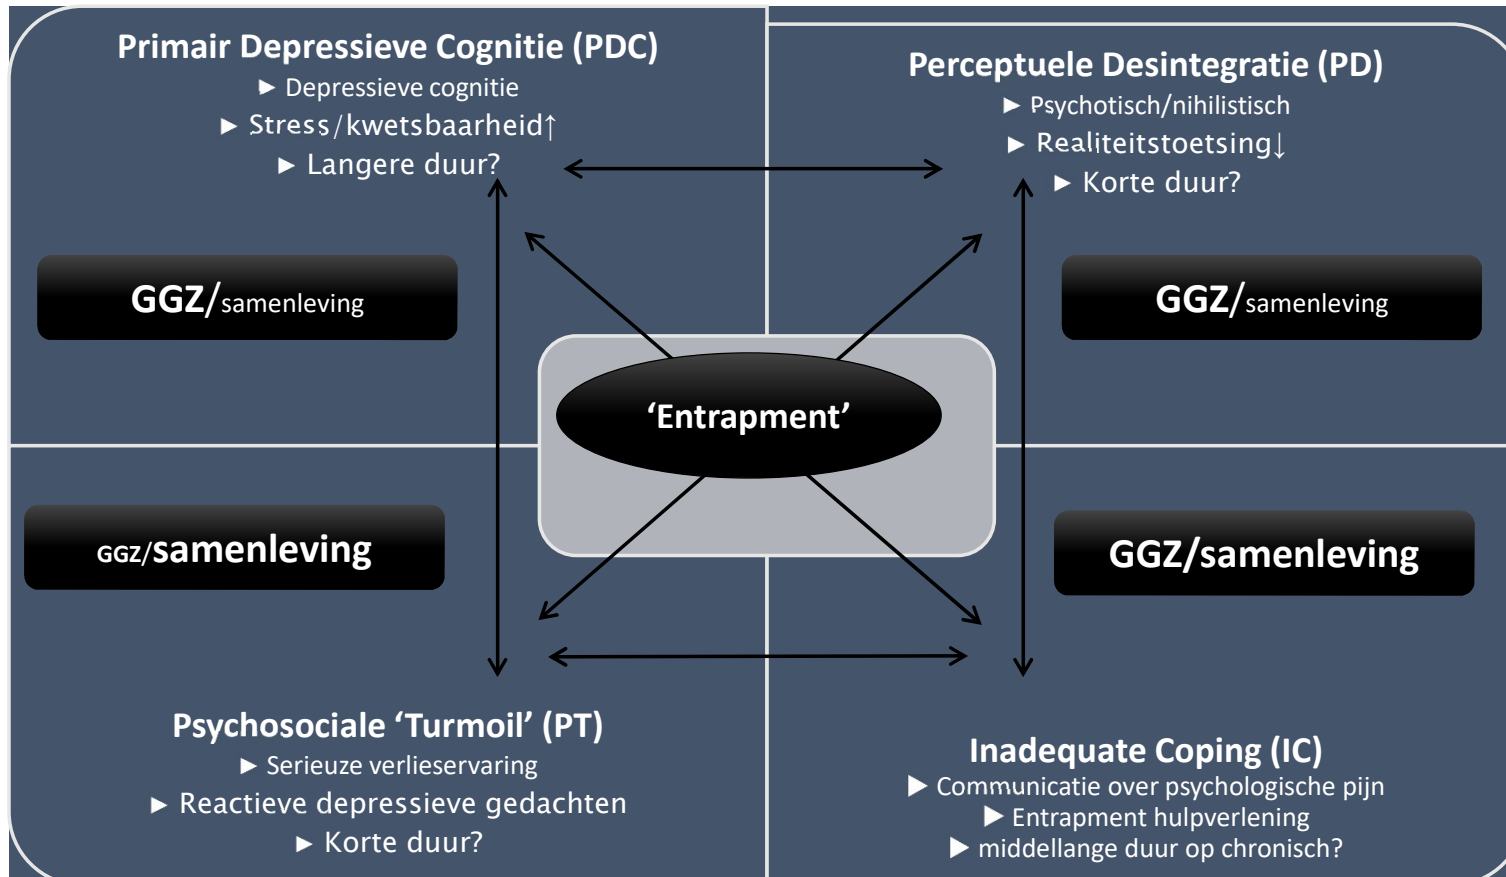 Primair Depressieve Cognitie (PDC)
► Depressieve cognitie
► Stress/kwetsbaarheid↑
► Langere duur?
Perceptuele Desintegratie (PD)
► Psychotisch/nihilistisch
► Realiteitstoetsing↓
► Korte duur?
GGZ/samenleving
GGZ/samenleving
‘Entrapment’
GGZ/samenleving
GGZ/samenleving
Psychosociale ‘Turmoil’ (PT)
► Serieuze verlieservaring
► Reactieve depressieve gedachten
► Korte duur?
Inadequate Coping (IC)
► Communicatie over psychologische pijn
► Entrapment hulpverlening
► middellange duur op chronisch?